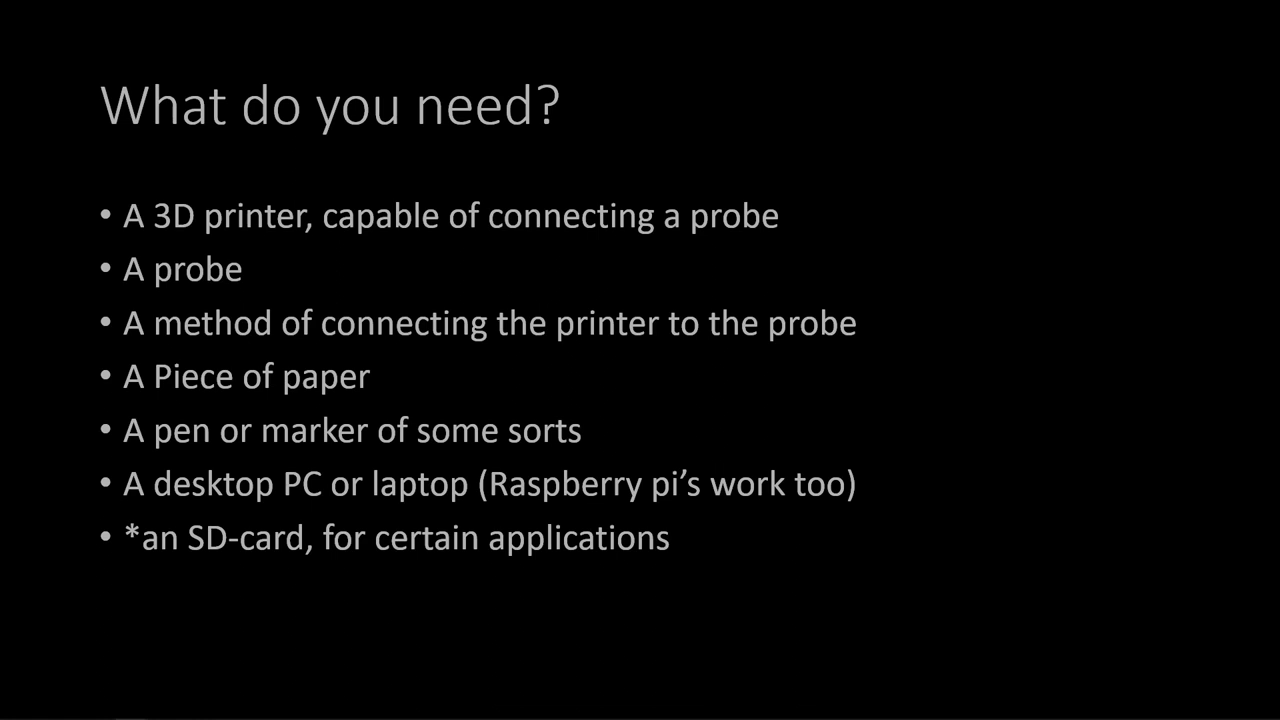 What do you need?
• A 3D printer, capable of connecting a probe
• A probe
• A method of connecting the printer to the probe
• A Piece of paper
• A pen or marker of some sorts
• A desktop PC or laptop (Raspberry pi’s work too)
• *an SD-card, for certain applications